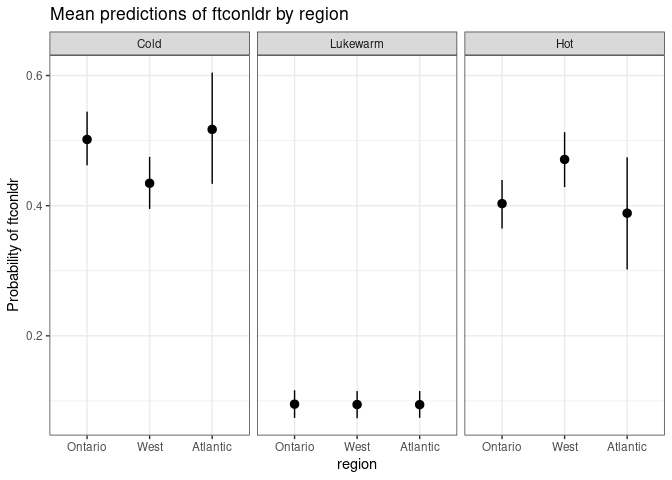 Mean predictions of ftconldr by region
Cold
Lukewarm
Hot
Probability of ftconldr
0.6
0.4
0.2
Ontario West Atlantic
Ontario West Atlantic
Ontario West Atlantic
region